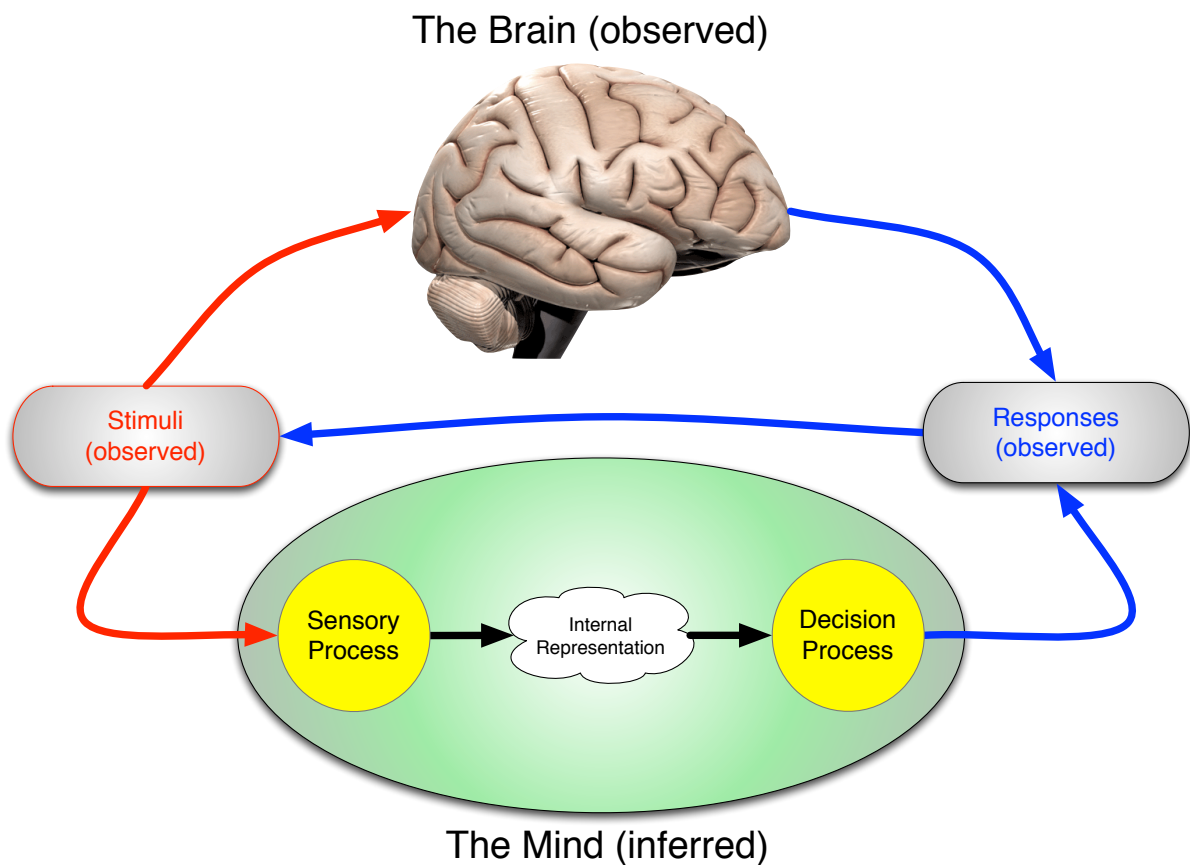 The Brain (observed)
Stimuli
(observed)
Responses
(observed)
Sensory
Process
Internal
Representation
Decision
Process
The Mind (inferred)